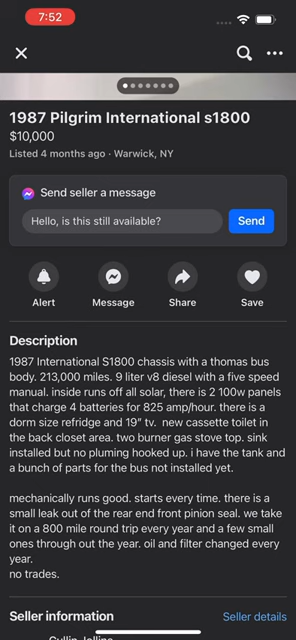 7:52
1987 Pilgrim International s1800
$10,000
Listed 4 months ago · Warwick, NY
Send seller a message
Hello, is this still available?
Send
Alert
Message
Share
Save
Description
1987 International S1800 chassis with a thomas bus
body. 213,000 miles. 9 liter v8 diesel with a five speed
manual. inside runs off all solar, there is 2 100w panels
that charge 4 batteries for 825 amp/hour. there is a
dorm size refridge and 19” tv.  new cassette toilet in
the back closet area. two burner gas stove top. sink
installed but no pluming hooked up. i have the tank and
a bunch of parts for the bus not installed yet.
mechanically runs good. starts every time. there is a
small leak out of the rear end front pinion seal. we take
it on a 800 mile round trip every year and a few small
ones through out the year. oil and filter changed every
year.
no trades.
Seller information
Seller details